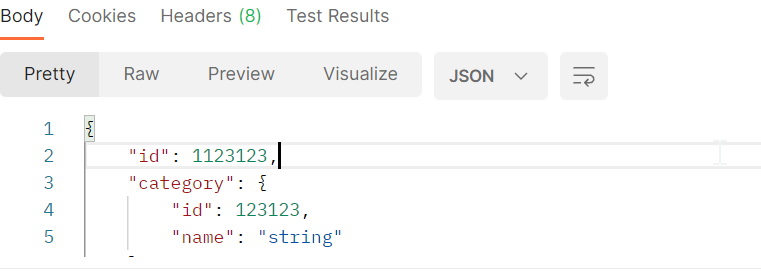 Body Cookies Headers (8) Test Results
Pretty Raw Preview Visualize JSON
1 {
2 "id": 1123123,
3 "category": {
4 "id": 123123,
5 "name": "string"